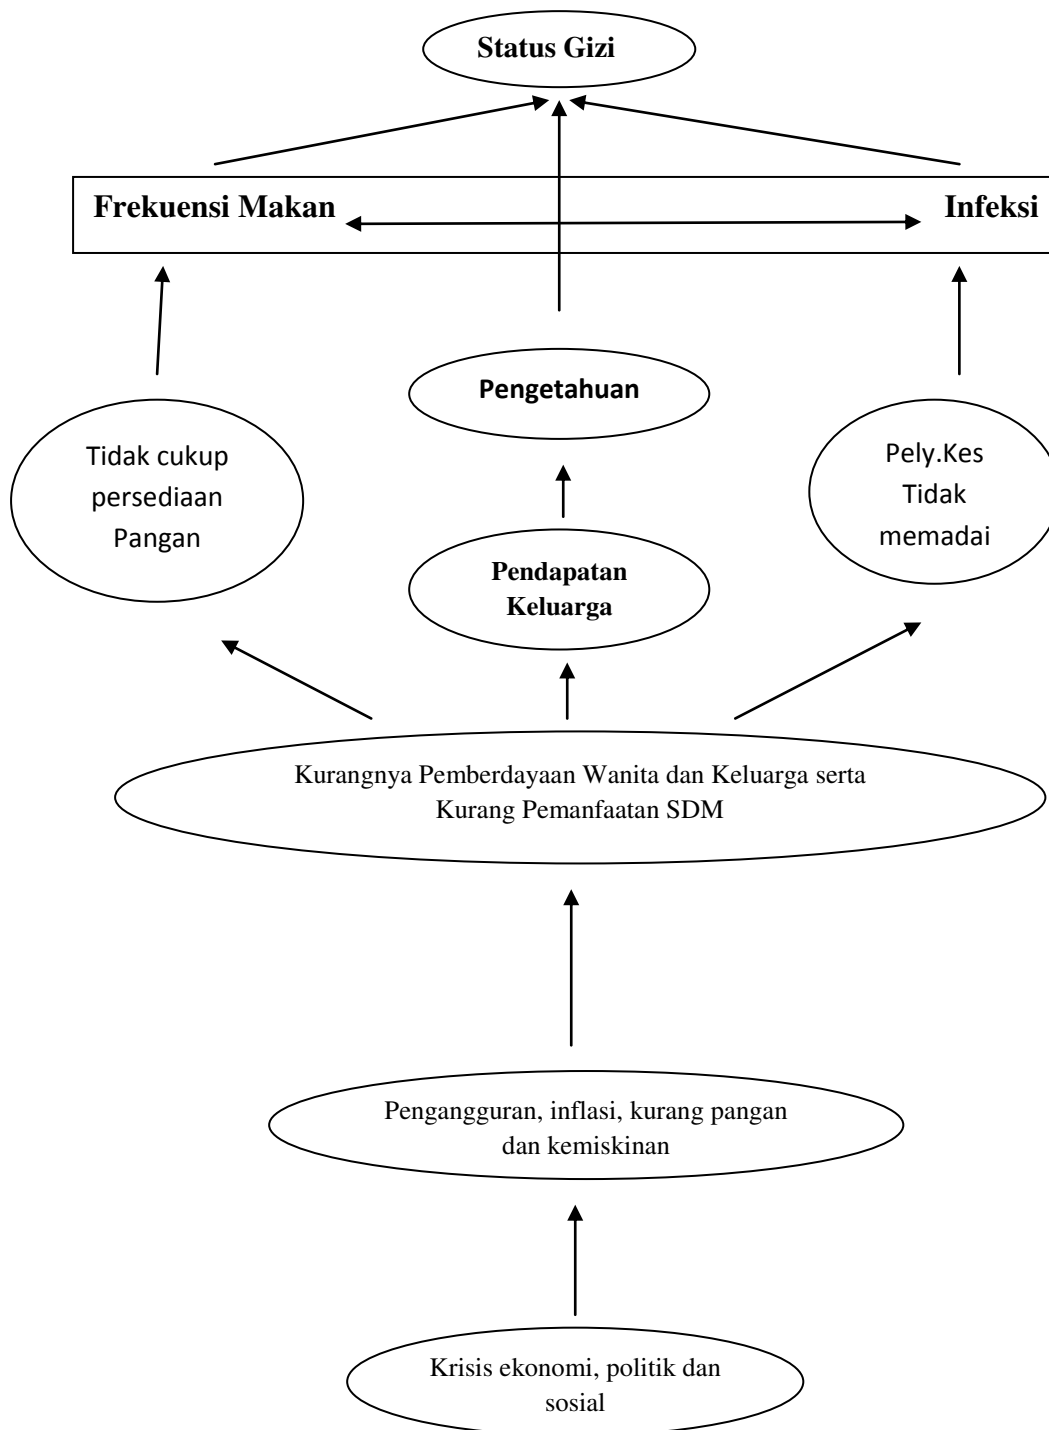 Status Gizi
Frekuensi Makan
Infeksi
Pengetahuan
Tidak cukup
persediaan
Pangan
Pely.Kes
Tidak
memadai
Pendapatan
Keluarga
Kurangnya Pemberdayaan Wanita dan Keluarga serta
Kurang Pemanfaatan SDM
Pengangguran, inflasi, kurang pangan
dan kemiskinan
Krisis ekonomi, politik dan
sosial